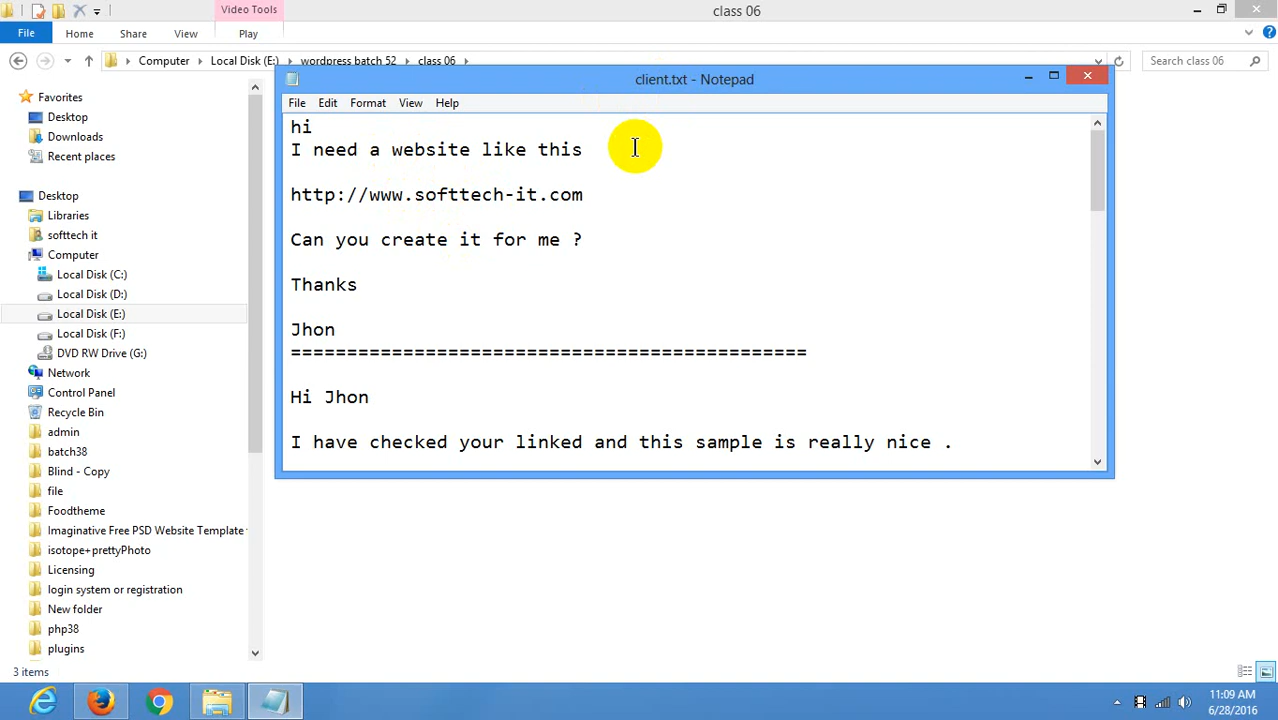 Video Tools
class 06
File
Home
Share
View
Play
Computer
Local Disk (E:)
wordpress batch 52
class 06
Search class 06
client.txt - Notepad
File Edit Format View Help
hi
I need a website like this
http://www.softtech-it.com
Can you create it for me ?
Thanks
Jhon
==============================================
Hi Jhon
I have checked your linked and this sample is really nice .
Favorites
Desktop
Downloads
Recent places
Desktop
Libraries
softtech it
Computer
Local Disk (C:)
Local Disk (D:)
Local Disk (E:)
Local Disk (F:)
DVD RW Drive (G:)
Network
Control Panel
Recycle Bin
admin
batch38
Blind - Copy
file
Foodtheme
Imaginative Free PSD Website Template
isotope+prettyPhoto
Licensing
login system or registration
New folder
php38
plugins
3 items
11:09 AM
6/28/2016